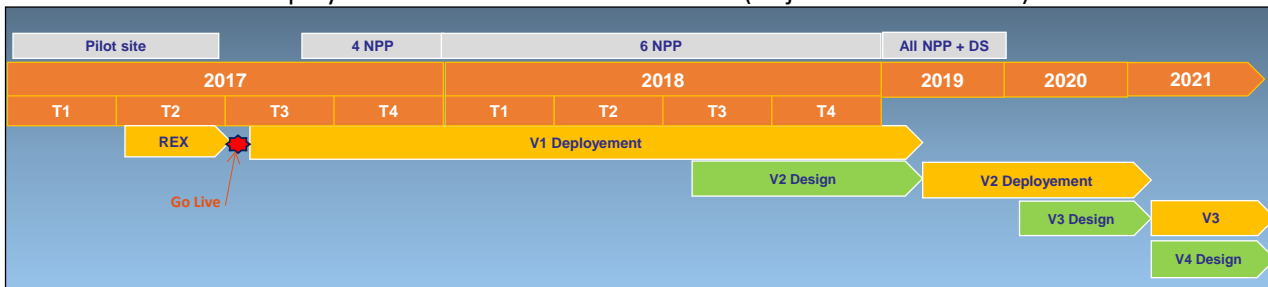 Pilot site 4 NPP 6 NPP All NPP + DS
2017 2018 2019 2020 2021
T1 T2 T3 T4 T1 T2 T3 T4
REX V1 Deployement
V2 Design V2 Deployement
Go Live
V3 Design V3
V4 Design